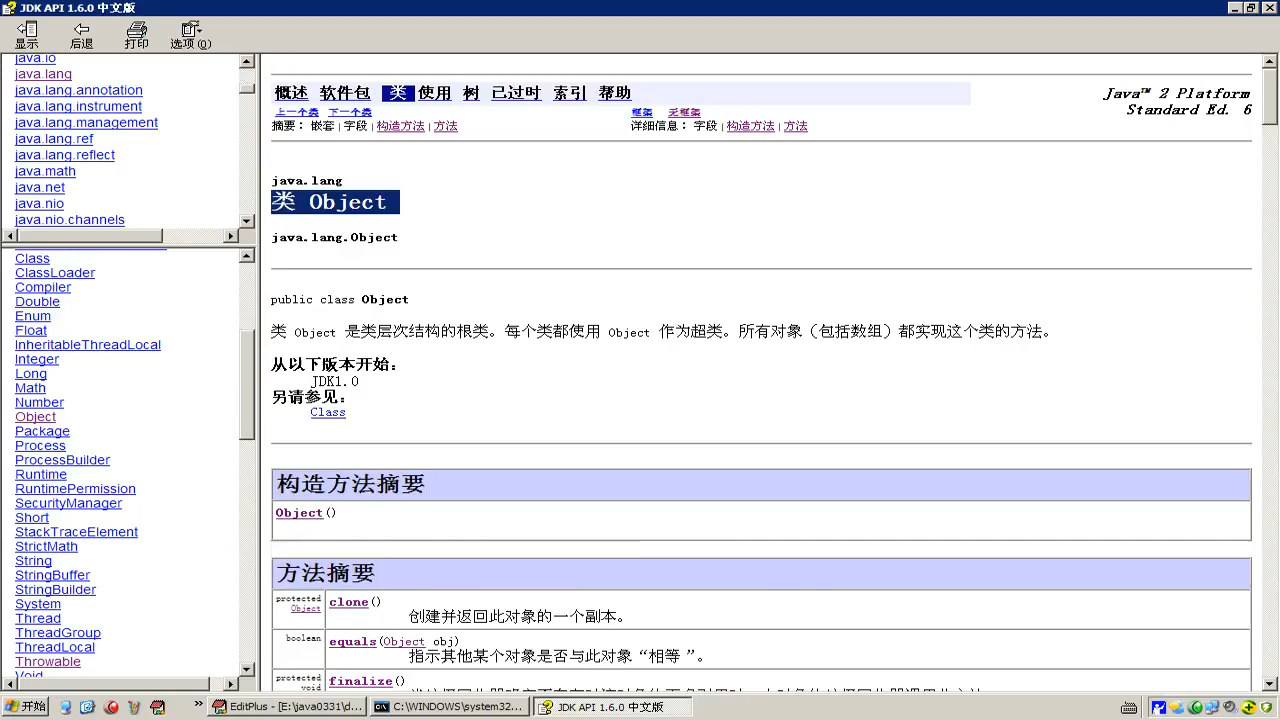 JDK API 1.6.0 中文版
显示 后退 打印 选项(O)
java.io
java.lang
java.lang.annotation
java.lang.instrument
java.lang.management
java.lang.ref
java.lang.reflect
java.math
java.net
java.nio
java.nio.channels
Class
ClassLoader
Compiler
Double
Enum
Float
InheritableThreadLocal
Integer
Long
Math
Number
Object
Package
Process
ProcessBuilder
Runtime
RuntimePermission
SecurityManager
Short
StackTraceElement
StrictMath
String
StringBuffer
StringBuilder
System
Thread
ThreadGroup
ThreadLocal
Throwable
Void
概述 软件包 类 使用 树 已过时 索引 帮助
Java™ 2 Platform
Standard Ed. 6
上一个类 下一个类 框架 无框架
摘要： 嵌套 | 字段 | 构造方法 | 方法 详细信息： 字段 | 构造方法 | 方法
java.lang
类 Object
java.lang.Object
public class Object
类 Object 是类层次结构的根类。每个类都使用 Object 作为超类。所有对象（包括数组）都实现这个类的方法。
从以下版本开始：
JDK1.0
另请参见：
Class
构造方法摘要
Object()
方法摘要
protected Object clone()
创建并返回此对象的一个副本。
boolean equals(Object obj)
指示其他某个对象是否与此对象“相等”。
protected void finalize()
开始 » EditPlus - [E:\java0331\d... C:\WINDOWS\system32... JDK API 1.6.0 中文版